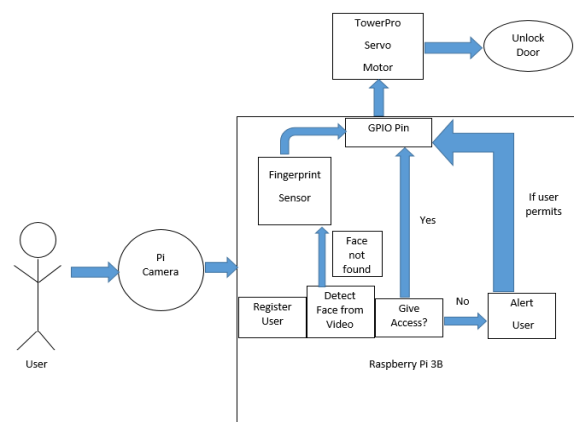 TowerPro
Servo
Motor
Unlock
Door
GPIO Pin
Fingerprint
Sensor
If user
permits
Yes
Face
not
found
Pi
Camera
Register
User
Detect
Face from
Video
Give
Access?
No
Alert
User
User
Raspberry Pi 3B